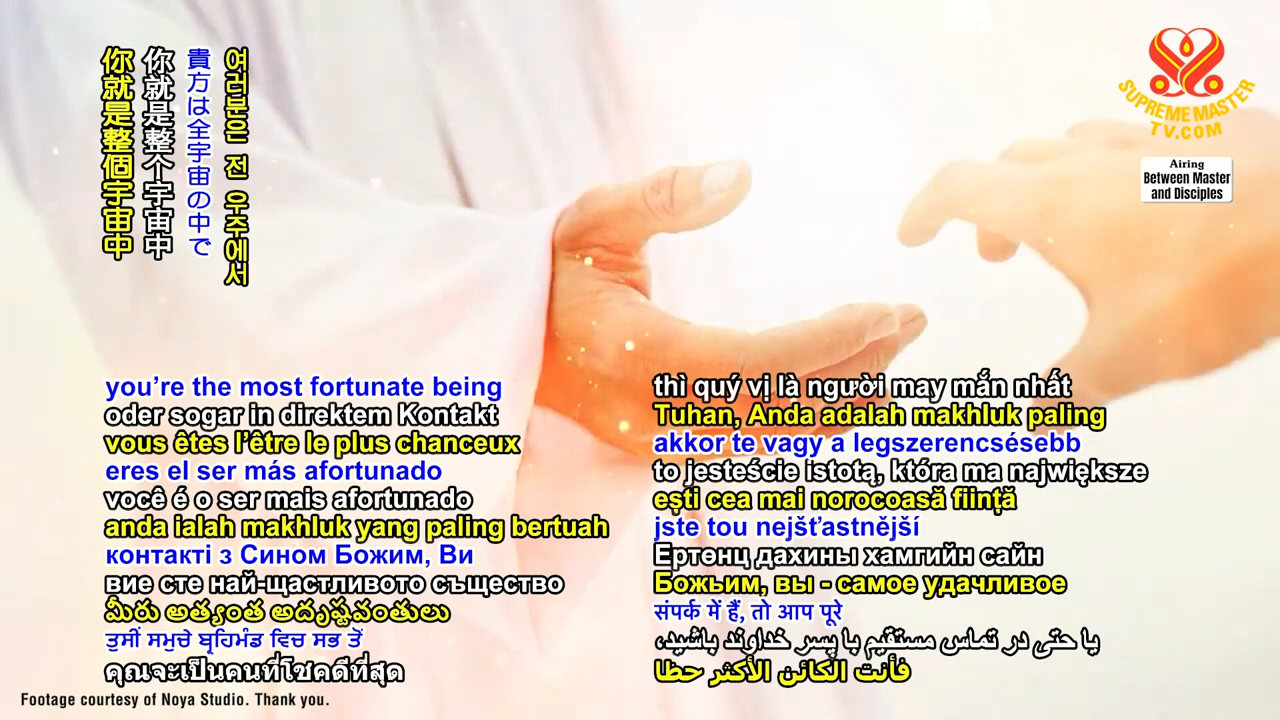 你就是整個宇宙中
你就是整个宇宙中
貴方は全宇宙の中で
여러분은 전 우주에서
SUPREME MASTER
TV.COM
Airing
Between Master
and Disciples
you’re the most fortunate being
oder sogar in direktem Kontakt
vous êtes l’être le plus chanceux
eres el ser más afortunado
você é o ser mais afortunado
anda ialah makhluk yang paling bertuah
контакті з Сином Божим, Ви
вие сте най-щастливото същество
మీరు అత్యంత అదృష్టవంతులు
ਤੁਸੀਂ ਸਮੁਚੇ ਬ੍ਰਹਿਮੰਡ ਵਿਚ ਸਭ ਤੋਂ
คุณจะเป็นคนที่โชคดีที่สุด
thì quý vị là người may mắn nhất
Tuhan, Anda adalah makhluk paling
akkor te vagy a legszerencsésebb
to jesteście istotą, która ma największe
ești cea mai norocoasă ființă
jste tou nejšťastnější
Ертөнц дахины хамгийн сайн
Божьим, вы - самое удачливое
संपर्क में हैं, तो आप पूरे
یا حتی در تماس مستقیم با پسر خداوند باشید،
فأنت الكائن الأكثر حظا
Footage courtesy of Noya Studio. Thank you.